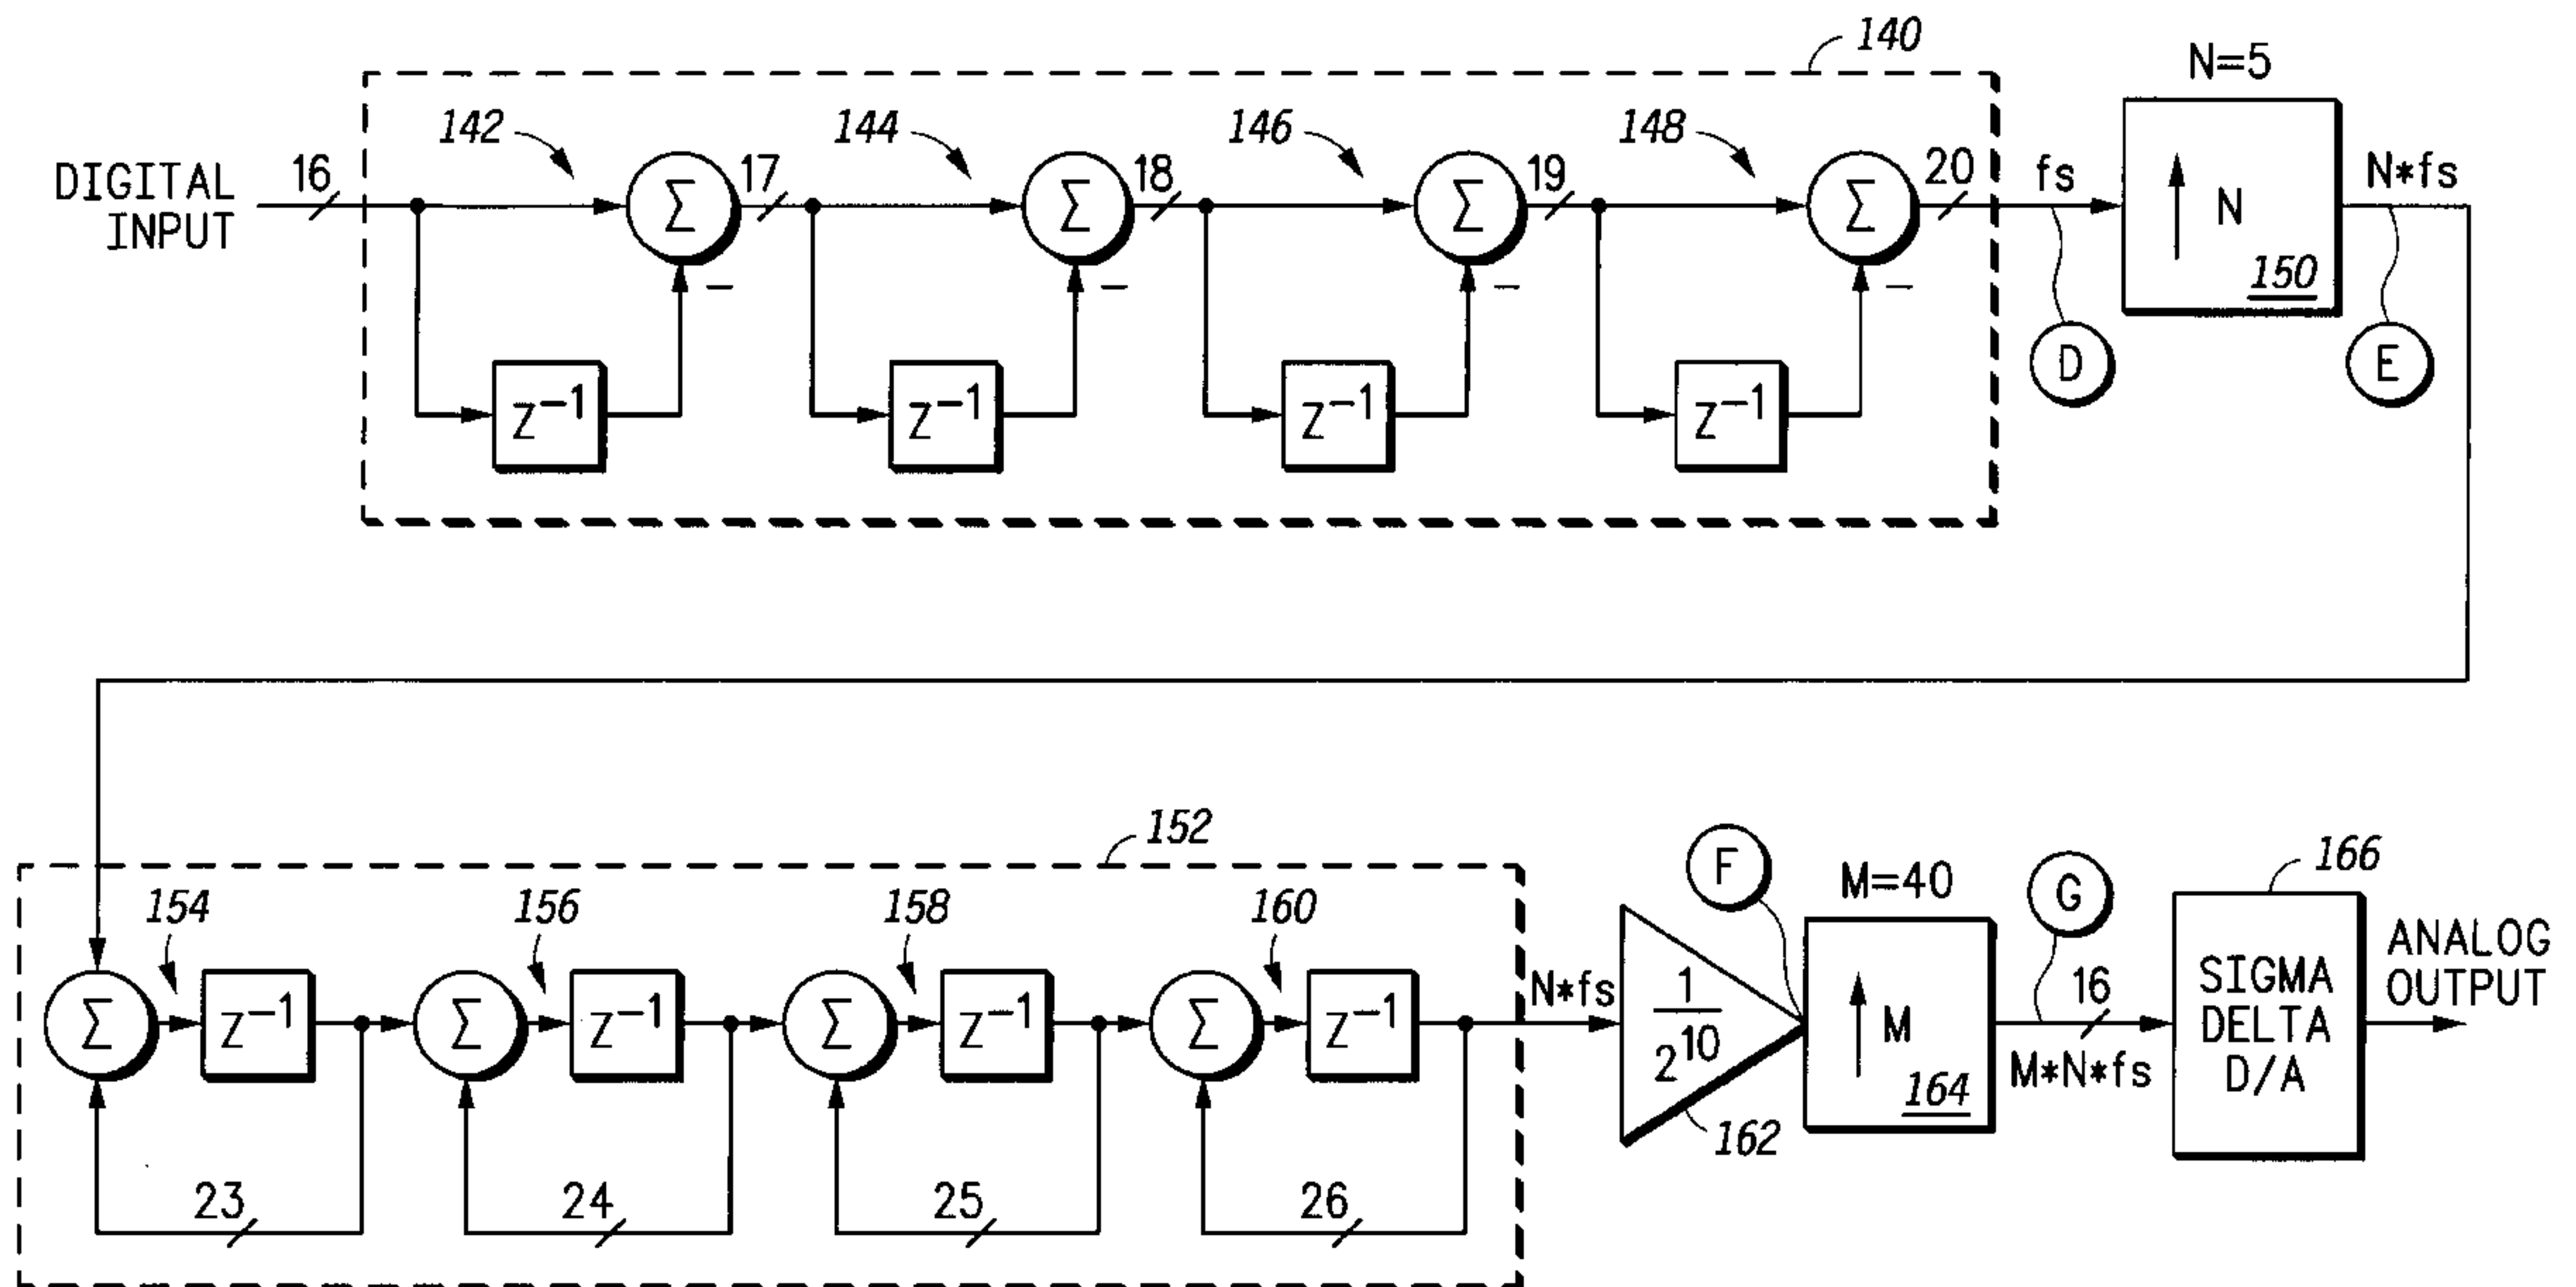 140
N=5
142
144
146
148
DIGITAL
INPUT
16
Σ
17
Σ
18
Σ
19
Σ
20
fs
↑ N
150
N*fs
−
−
−
−
D
E
z⁻¹
z⁻¹
z⁻¹
z⁻¹
152
154
156
158
160
F
M=40
G
166
Σ
z⁻¹
Σ
z⁻¹
Σ
z⁻¹
Σ
z⁻¹
N*fs
1
2¹⁰
162
↑ M
164
16
M*N*fs
SIGMA
DELTA
D/A
ANALOG
OUTPUT
23
24
25
26